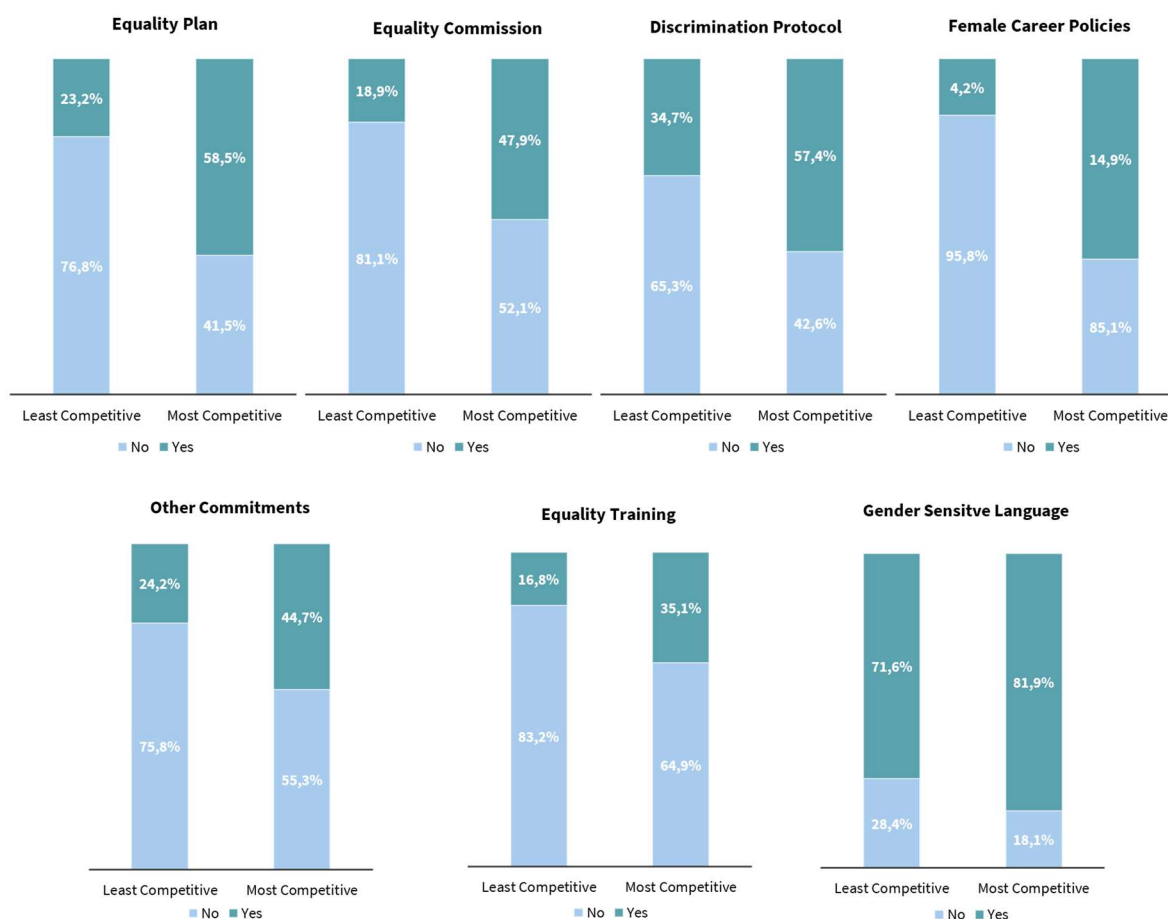 Equality Plan
Equality Commission
Discrimination Protocol
Female Career Policies
23,2%
58,5%
76,8%
41,5%
18,9%
47,9%
81,1%
52,1%
34,7%
57,4%
65,3%
42,6%
4,2%
14,9%
95,8%
85,1%
Least Competitive Most Competitive
Least Competitive Most Competitive
Least Competitive Most Competitive
Least Competitive Most Competitive
No Yes
No Yes
No Yes
No Yes
Other Commitments
Equality Training
Gender Sensitve Language
24,2%
44,7%
75,8%
55,3%
16,8%
35,1%
83,2%
64,9%
71,6%
81,9%
28,4%
18,1%
Least Competitive Most Competitive
Least Competitive Most Competitive
Least Competitive Most Competitive
No Yes
No Yes
No Yes